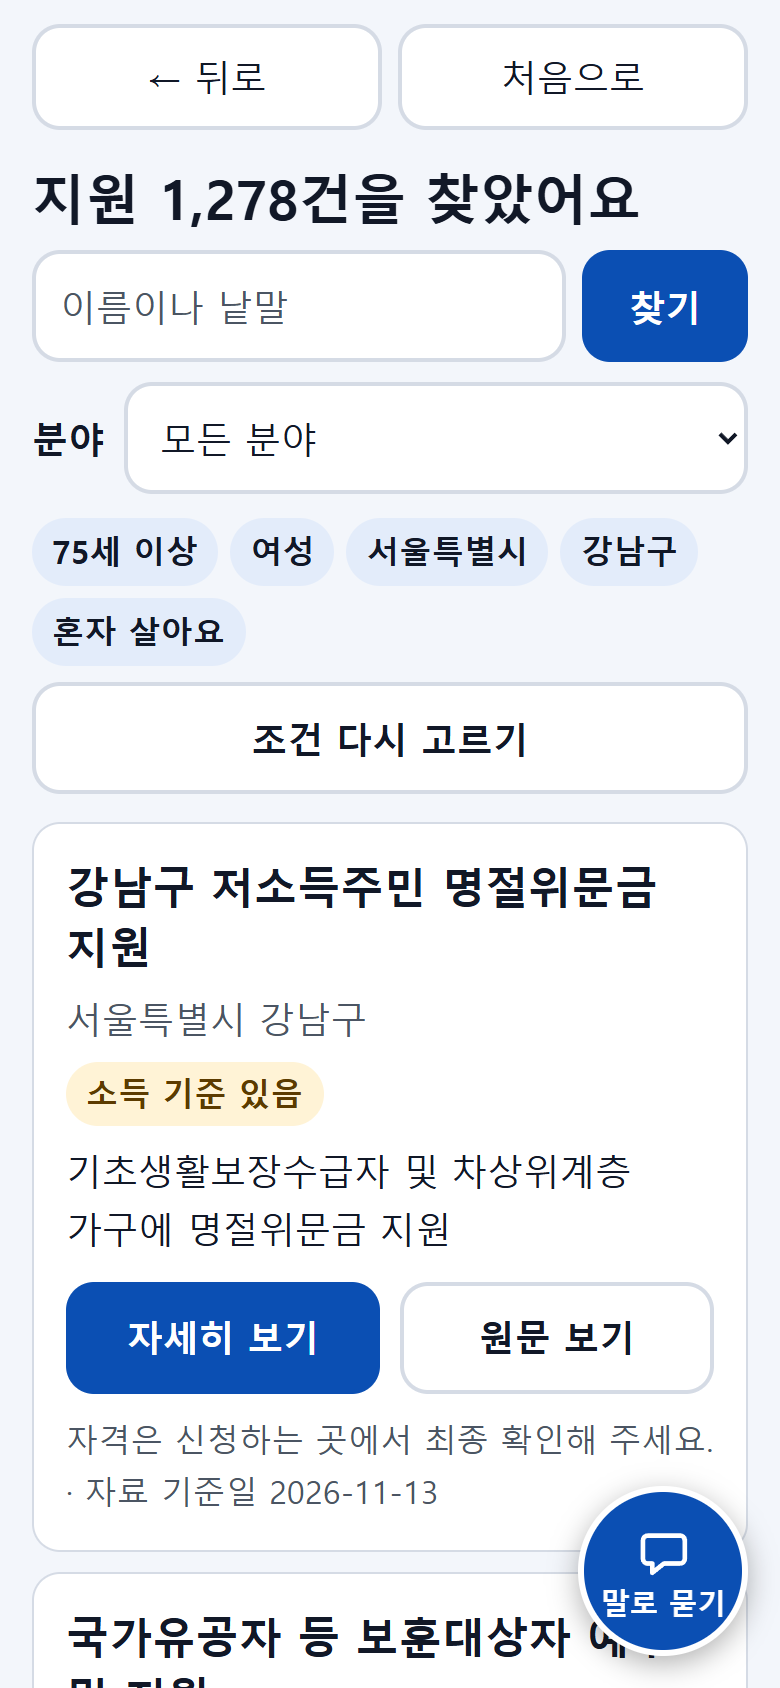 ← 뒤로
처음으로
지원 1,278건을 찾았어요
이름이나 낱말
찾기
분야
모든 분야
75세 이상
여성
서울특별시
강남구
혼자 살아요
조건 다시 고르기
강남구 저소득주민 명절위문금
지원
서울특별시 강남구
소득 기준 있음
기초생활보장수급자 및 차상위계층
가구에 명절위문금 지원
자세히 보기
원문 보기
자격은 신청하는 곳에서 최종 확인해 주세요.
· 자료 기준일 2026-11-13
말로 묻기
국가유공자 등 보훈대상자